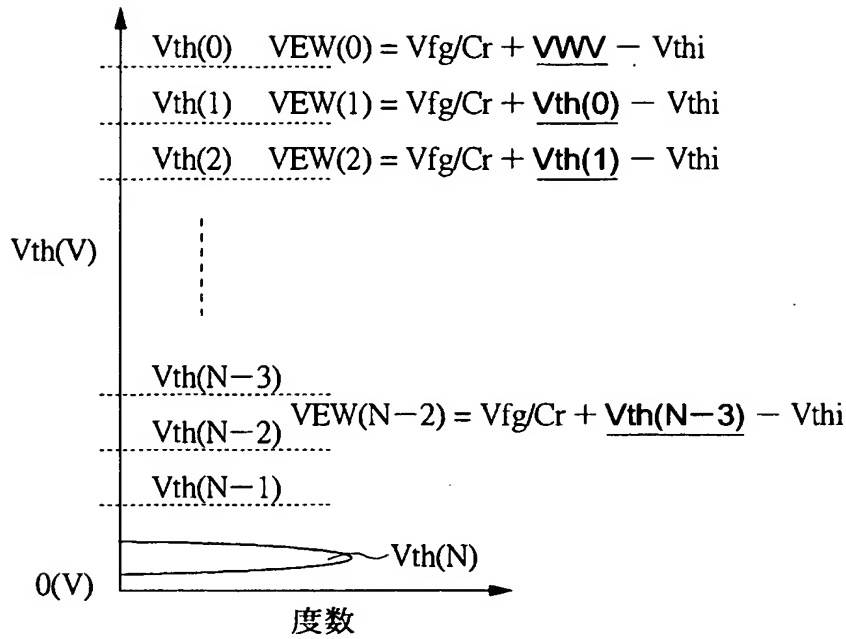 Vth(0) VEW(0) = Vfg/Cr + VWV − Vthi
Vth(1) VEW(1) = Vfg/Cr + Vth(0) − Vthi
Vth(2) VEW(2) = Vfg/Cr + Vth(1) − Vthi
Vth(V)
Vth(N−3)
VEW(N−2) = Vfg/Cr + Vth(N−3) − Vthi
Vth(N−2)
Vth(N−1)
Vth(N)
0(V)
度数